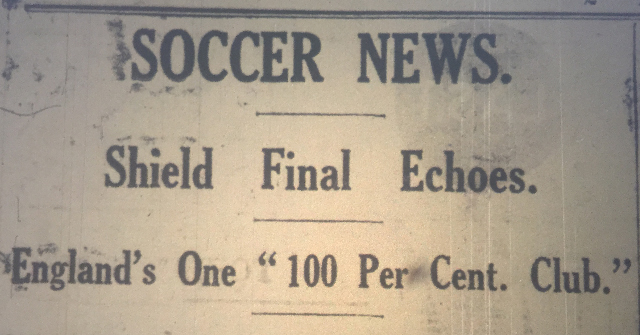 SOCCER NEWS.
Shield Final Echoes.
England's One "100 Per Cent. Club."